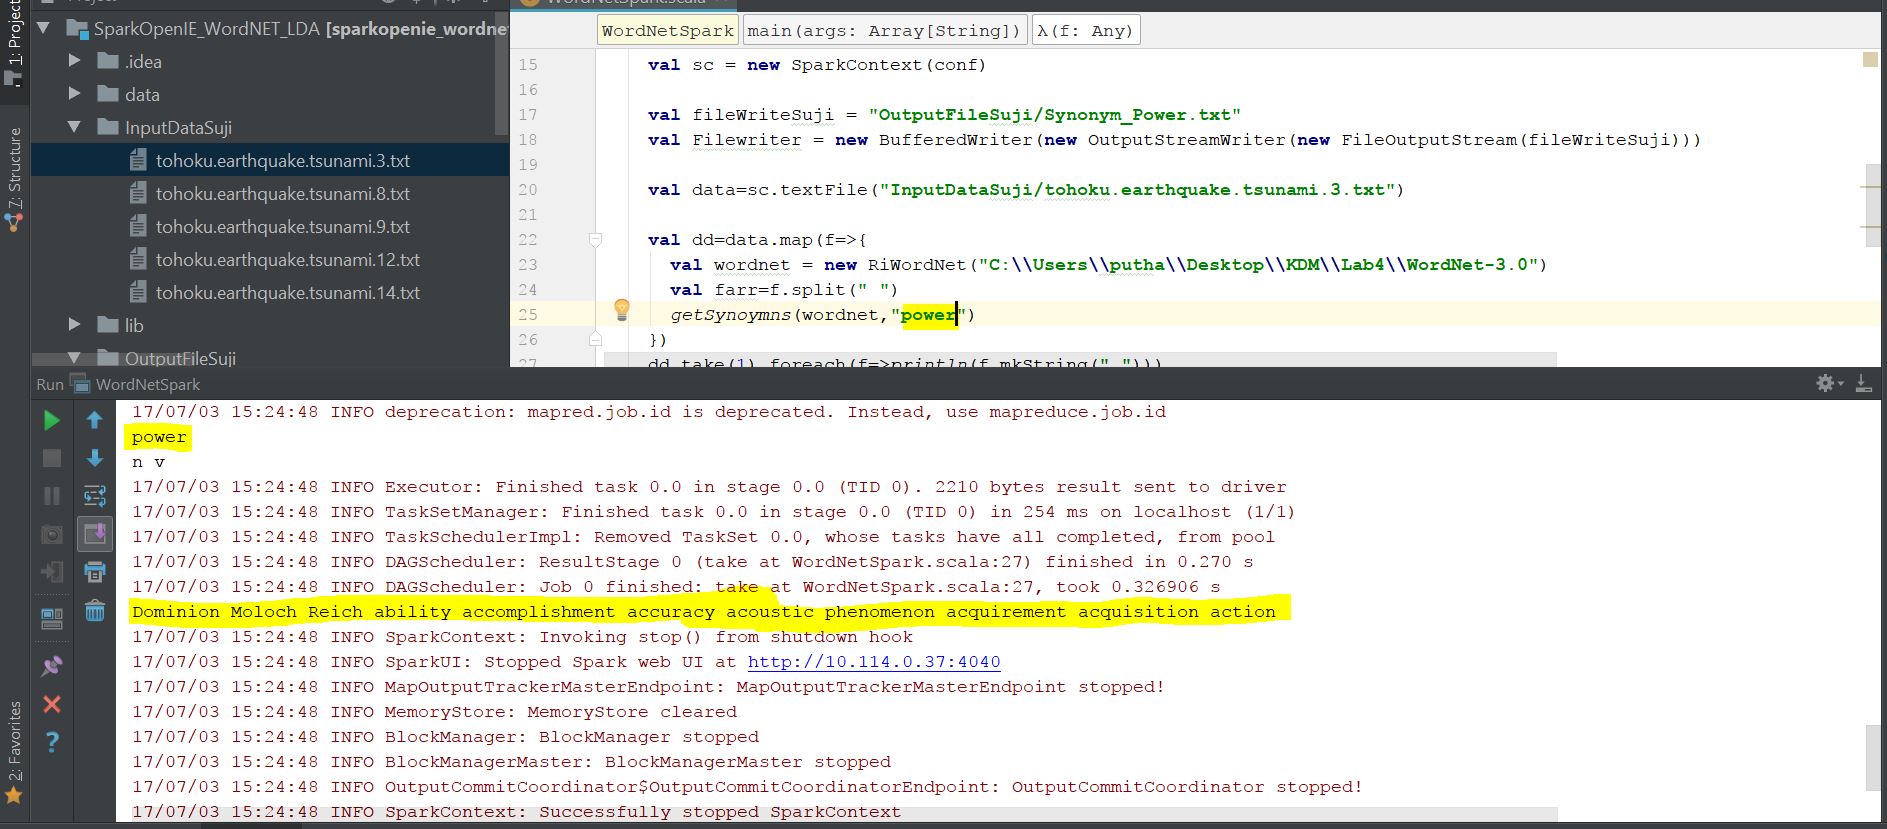 Project
WordNetSpark.scala
1: Project
SparkOpenIE_WordNET_LDA [sparkopenie_wordne
.idea
data
InputDataSuji
tohoku.earthquake.tsunami.3.txt
tohoku.earthquake.tsunami.8.txt
tohoku.earthquake.tsunami.9.txt
tohoku.earthquake.tsunami.12.txt
tohoku.earthquake.tsunami.14.txt
lib
OutputFileSuji
7: Structure
WordNetSpark main(args: Array[String]) λ(f: Any)
15 val sc = new SparkContext(conf)
16
17 val fileWriteSuji = "OutputFileSuji/Synonym_Power.txt"
18 val Filewriter = new BufferedWriter(new OutputStreamWriter(new FileOutputStream(fileWriteSuji)))
19
20 val data=sc.textFile("InputDataSuji/tohoku.earthquake.tsunami.3.txt")
21
22 val dd=data.map(f=>{
23 val wordnet = new RiWordNet("C:\\Users\\putha\\Desktop\\KDM\\Lab4\\WordNet-3.0")
24 val farr=f.split(" ")
25 getSynoymns(wordnet,"power")
26 })
27 dd.take(1).foreach(f=>println(f.mkString(" ")))
Run WordNetSpark
17/07/03 15:24:48 INFO deprecation: mapred.job.id is deprecated. Instead, use mapreduce.job.id
power
n v
17/07/03 15:24:48 INFO Executor: Finished task 0.0 in stage 0.0 (TID 0). 2210 bytes result sent to driver
17/07/03 15:24:48 INFO TaskSetManager: Finished task 0.0 in stage 0.0 (TID 0) in 254 ms on localhost (1/1)
17/07/03 15:24:48 INFO TaskSchedulerImpl: Removed TaskSet 0.0, whose tasks have all completed, from pool
17/07/03 15:24:48 INFO DAGScheduler: ResultStage 0 (take at WordNetSpark.scala:27) finished in 0.270 s
17/07/03 15:24:48 INFO DAGScheduler: Job 0 finished: take at WordNetSpark.scala:27, took 0.326906 s
Dominion Moloch Reich ability accomplishment accuracy acoustic phenomenon acquirement acquisition action
17/07/03 15:24:48 INFO SparkContext: Invoking stop() from shutdown hook
17/07/03 15:24:48 INFO SparkUI: Stopped Spark web UI at http://10.114.0.37:4040
17/07/03 15:24:48 INFO MapOutputTrackerMasterEndpoint: MapOutputTrackerMasterEndpoint stopped!
17/07/03 15:24:48 INFO MemoryStore: MemoryStore cleared
17/07/03 15:24:48 INFO BlockManager: BlockManager stopped
17/07/03 15:24:48 INFO BlockManagerMaster: BlockManagerMaster stopped
17/07/03 15:24:48 INFO OutputCommitCoordinator$OutputCommitCoordinatorEndpoint: OutputCommitCoordinator stopped!
17/07/03 15:24:48 INFO SparkContext: Successfully stopped SparkContext
2: Favorites